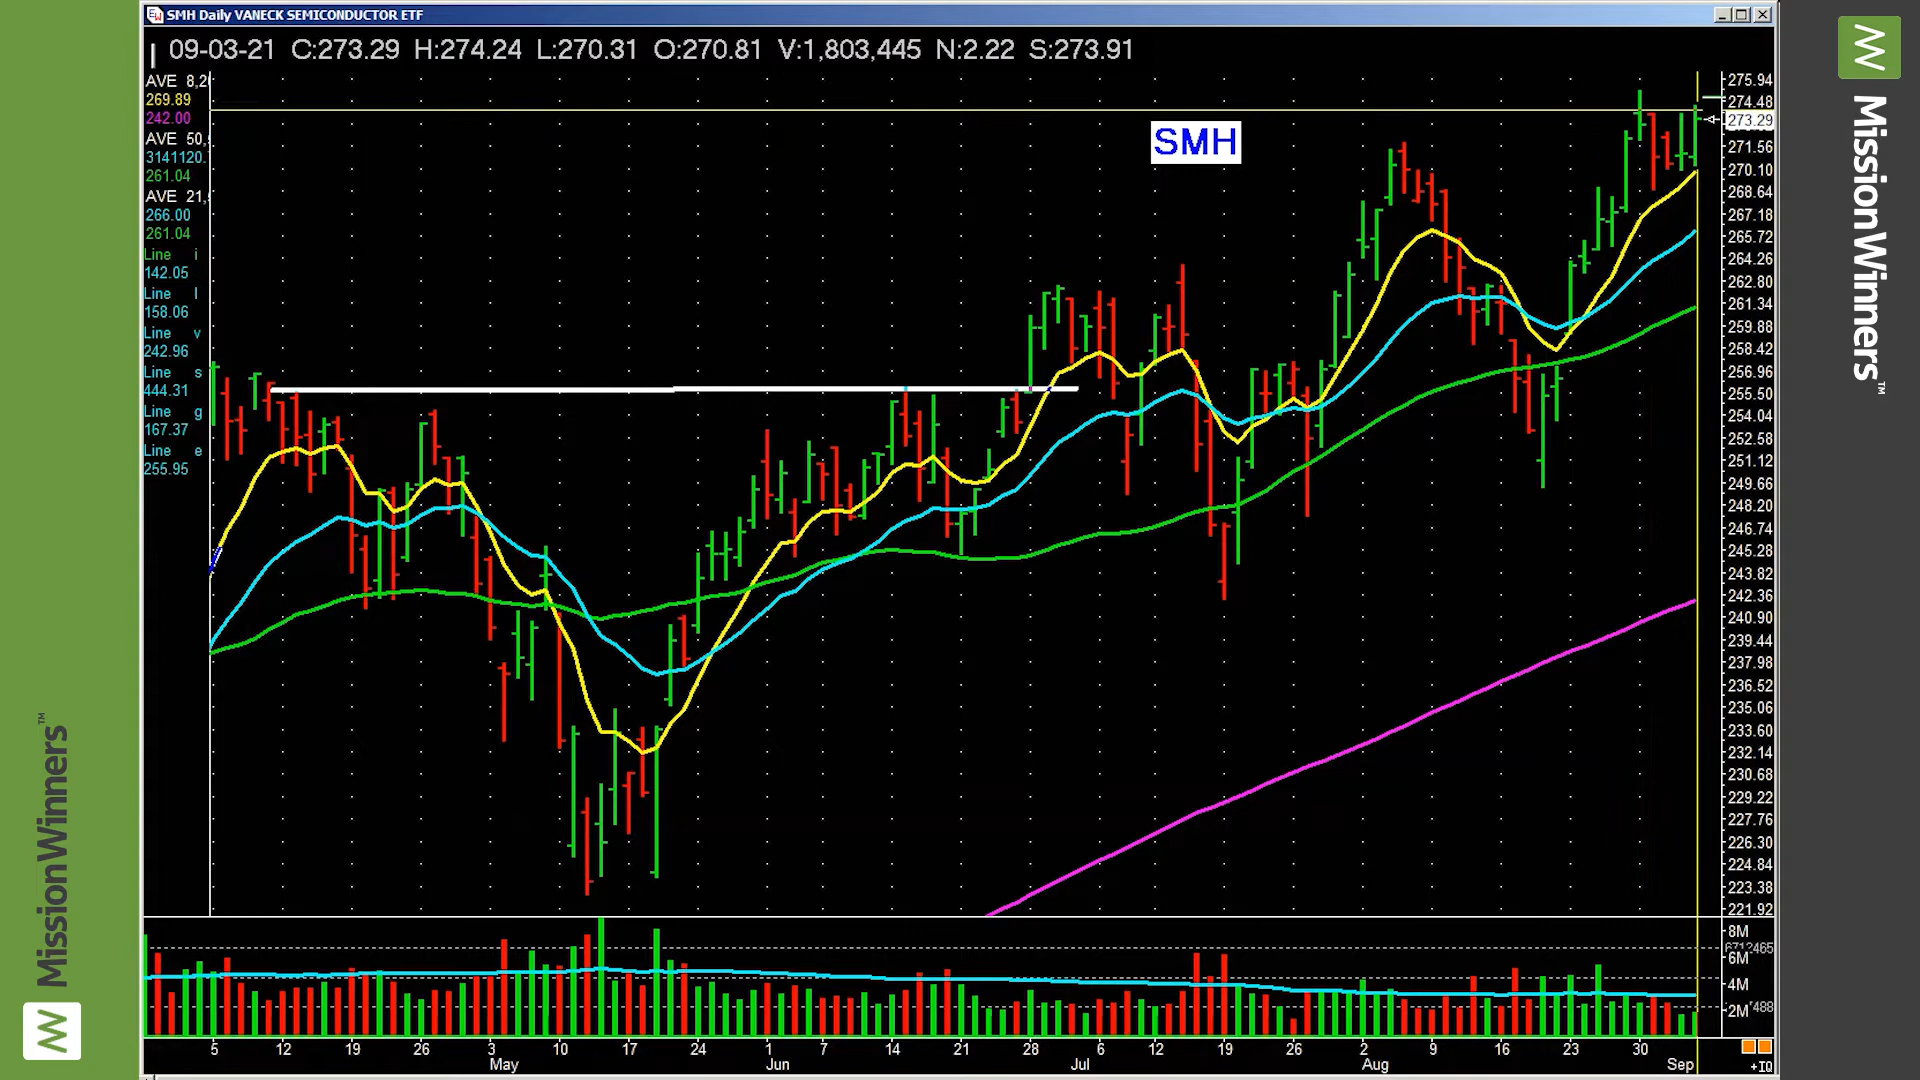 SMH Daily VANECK SEMICONDUCTOR ETF
09-03-21 C:273.29 H:274.24 L:270.31 O:270.81 V:1,803,445 N:2.22 S:273.91
AVE 8,2
269.89
242.00
AVE 50,
3141120.
261.04
AVE 21,
266.00
261.04
Line i
142.05
Line l
158.06
Line v
242.96
Line s
444.31
Line g
167.37
Line e
255.95
SMH
275.94
274.48
273.29
271.56
270.10
268.64
267.18
265.72
264.26
262.80
261.34
259.88
258.42
256.96
255.50
254.04
252.58
251.12
249.66
248.20
246.74
245.28
243.82
242.36
240.90
239.44
237.98
236.52
235.06
233.60
232.14
230.68
229.22
227.76
226.30
224.84
223.38
221.92
8M
6712465
6M
4M
2M
488
5 12 19 26 3 10 17 24 1 7 14 21 28 6 12 19 26 2 9 16 23 30
May Jun Jul Aug Sep
+IQ
MissionWinners™
MissionWinners™